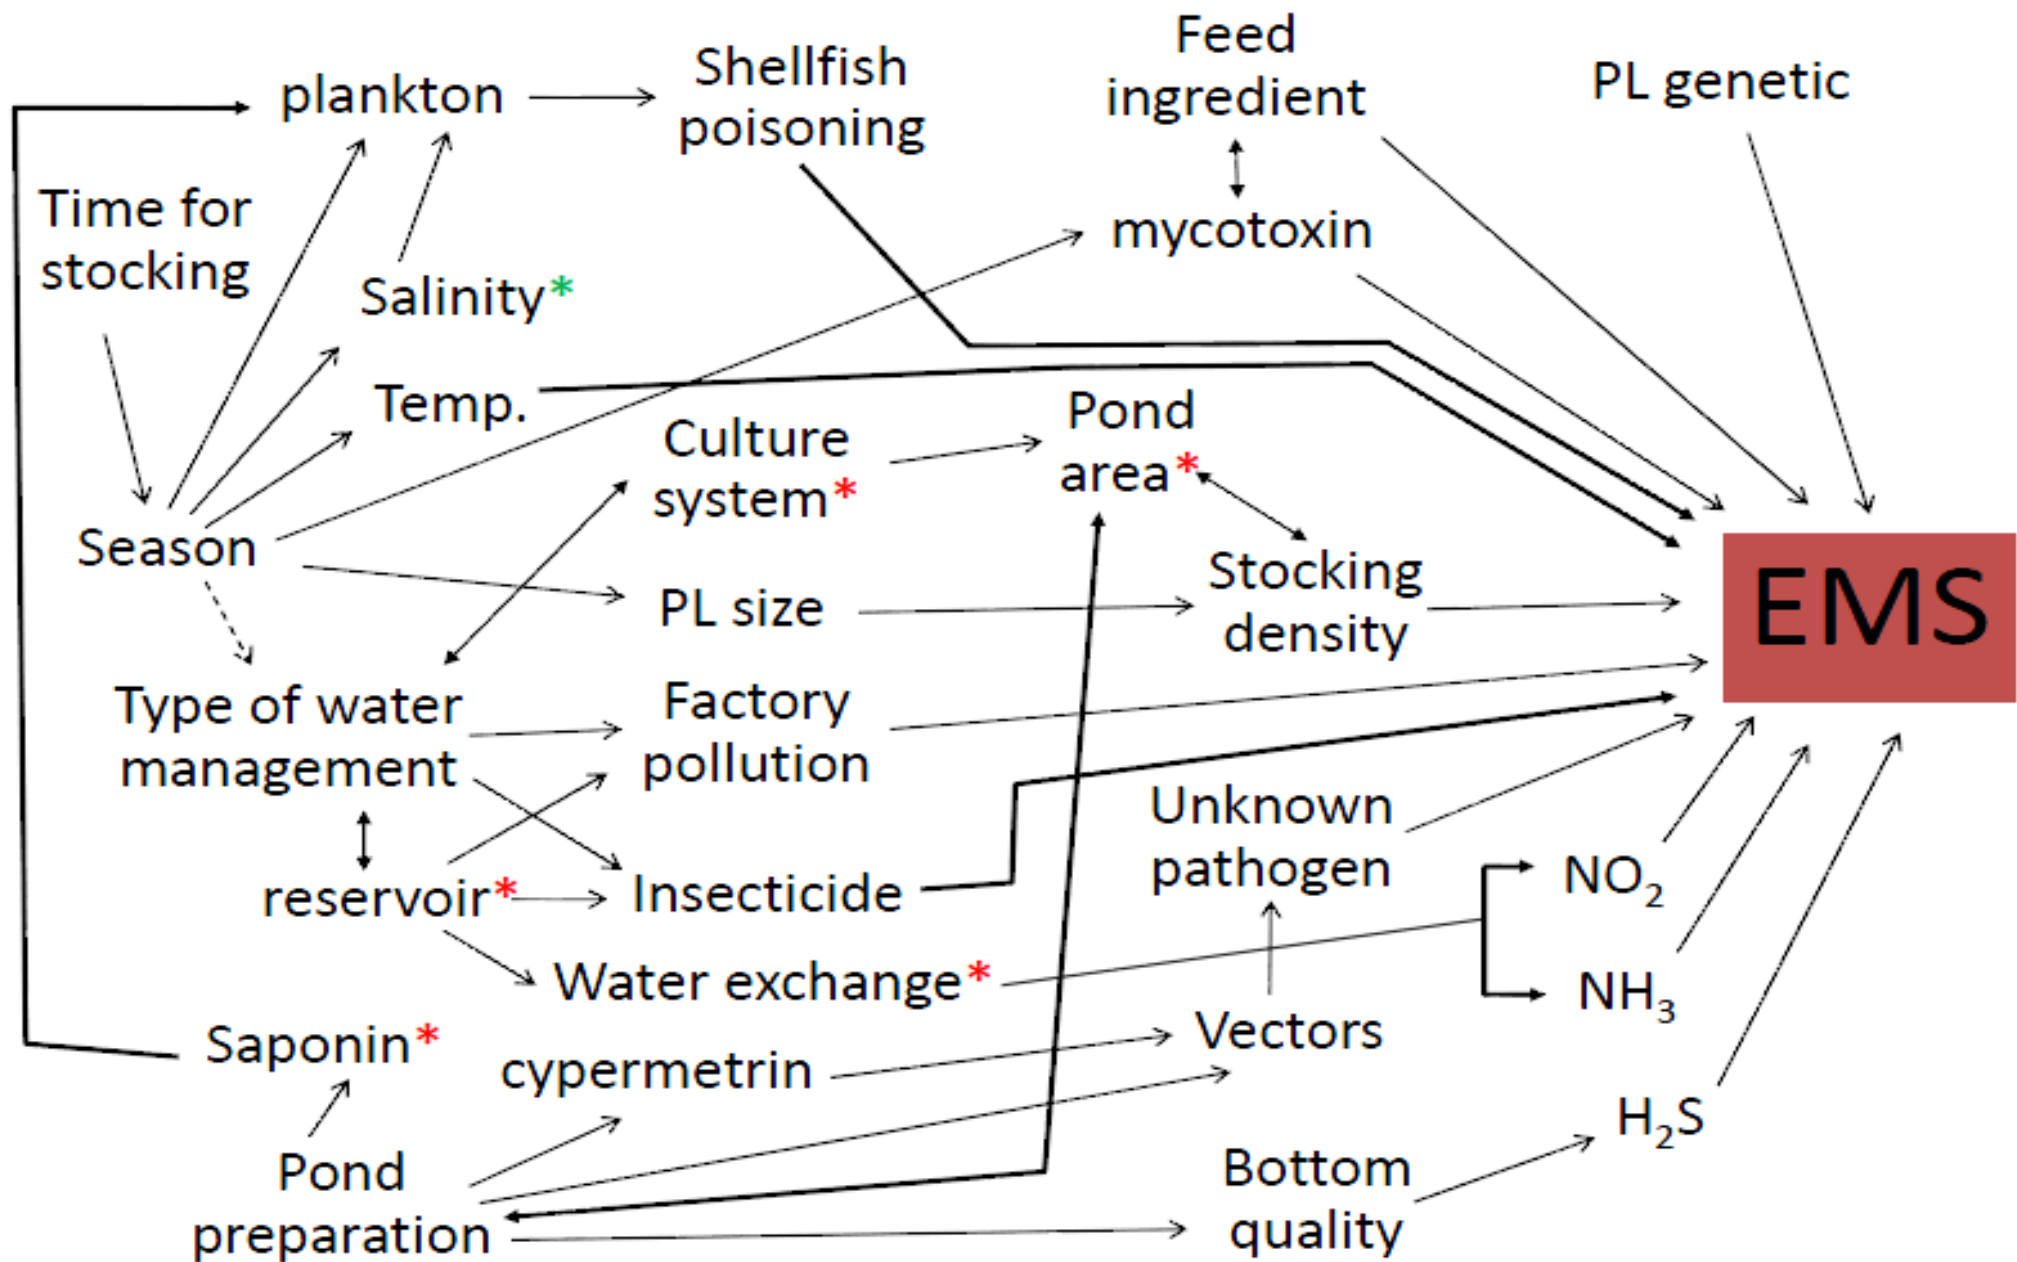 plankton
Shellfish
poisoning
Feed
ingredient
PL genetic
Time for
stocking
mycotoxin
Salinity*
Temp.
Culture
system*
Pond
area*
Season
PL size
Stocking
density
EMS
Type of water
management
Factory
pollution
Unknown
pathogen
reservoir*
Insecticide
NO₂
Water exchange*
NH₃
Saponin*
cypermetrin
Vectors
H₂S
Pond
preparation
Bottom
quality